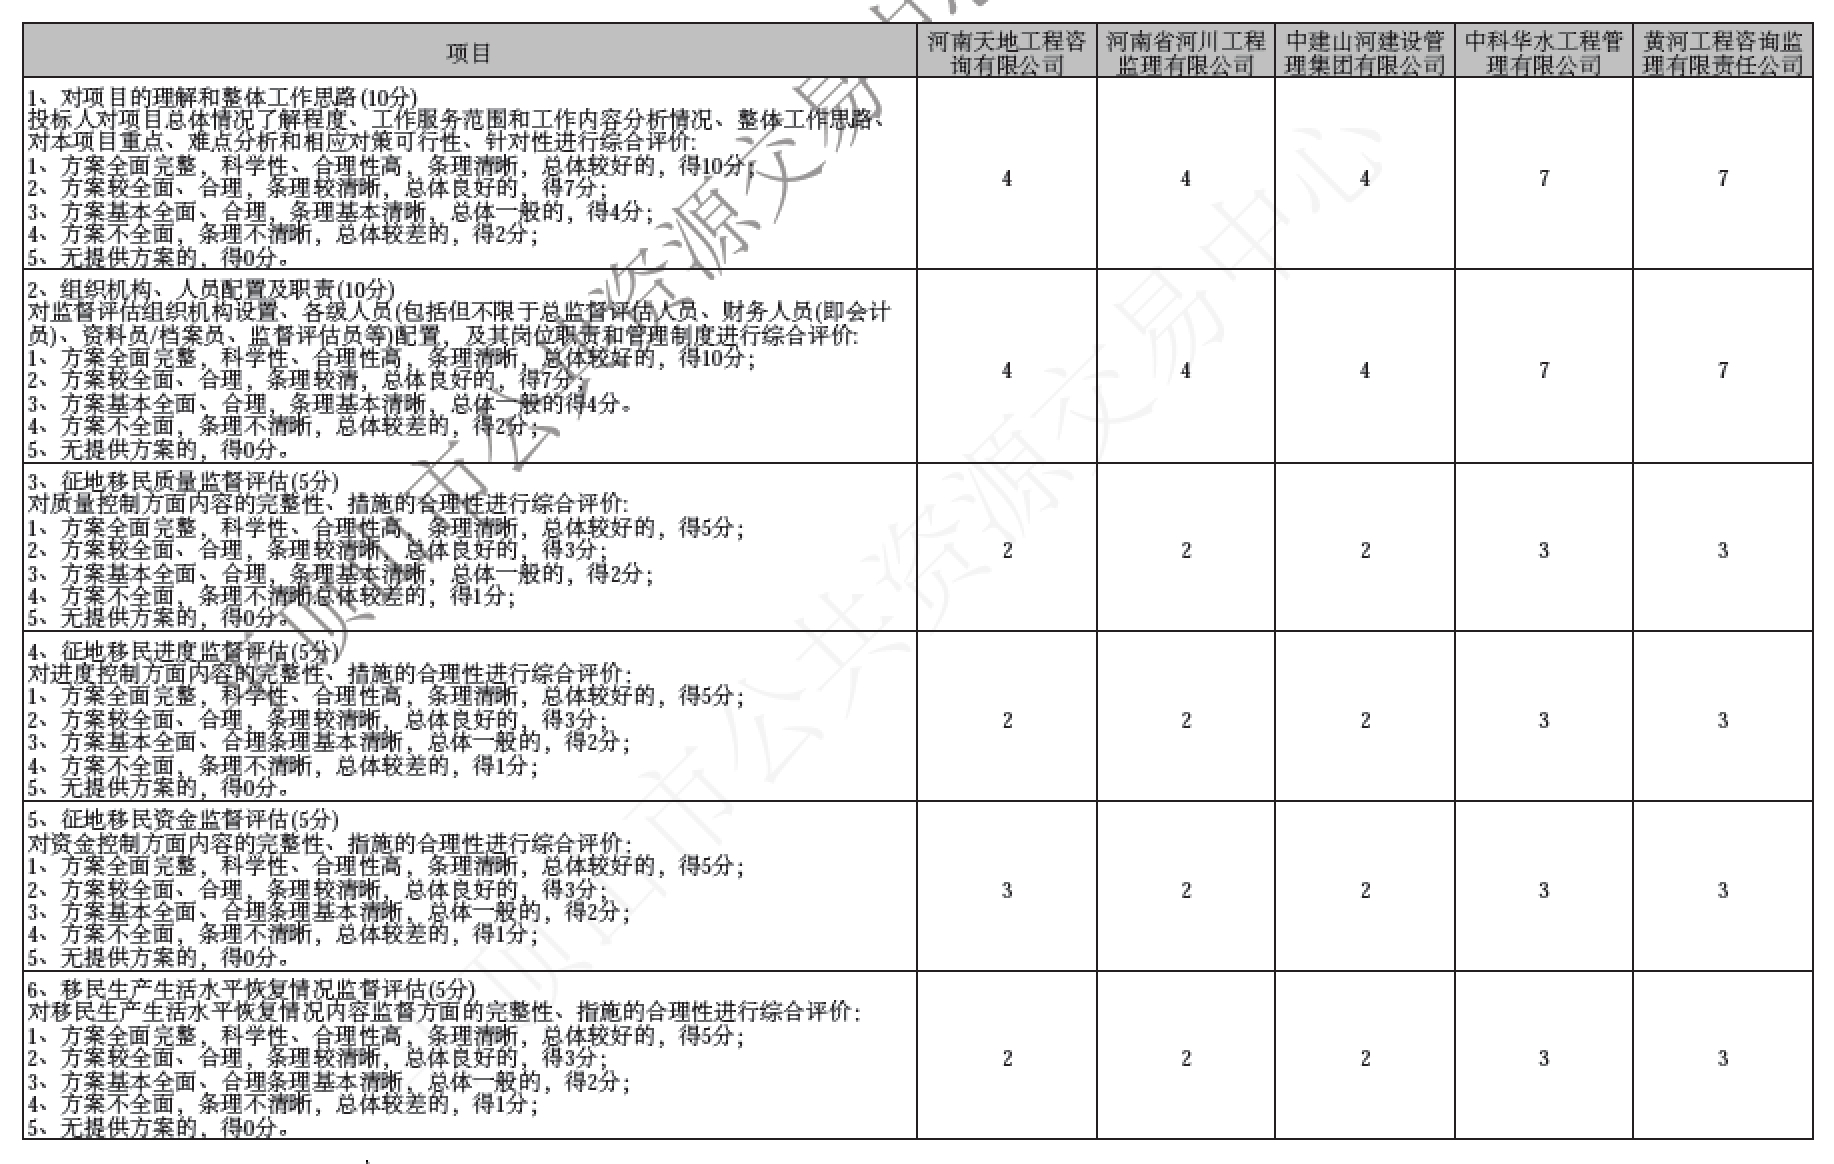 项目
河南天地工程咨
询有限公司
河南省河川工程
监理有限公司
中建山河建设管
理集团有限公司
中科华水工程管
理有限公司
黄河工程咨询监
理有限责任公司
1、对项目的理解和整体工作思路(10分)
投标人对项目总体情况了解程度、工作服务范围和工作内容分析情况、整体工作思路、
对本项目重点、难点分析和相应对策可行性、针对性进行综合评价:
1、方案全面完整，科学性、合理性高，条理清晰，总体较好的，得10分;
2、方案较全面、合理，条理较清晰，总体良好的，得7分;
3、方案基本全面、合理，条理基本清晰，总体一般的，得4分;
4、方案不全面，条理不清晰，总体较差的，得2分;
5、无提供方案的，得0分。
4
4
4
7
7
2、组织机构、人员配置及职责(10分)
对监督评估组织机构设置、各级人员(包括但不限于总监督评估人员、财务人员(即会计
员)、资料员/档案员、监督评估员等)配置，及其岗位职责和管理制度进行综合评价:
1、方案全面完整，科学性、合理性高，条理清晰，总体较好的，得10分;
2、方案较全面、合理，条理较清，总体良好的，得7分;
3、方案基本全面、合理，条理基本清晰，总体一般的得4分。
4、方案不全面，条理不清晰，总体较差的，得2分;
5、无提供方案的，得0分。
4
4
4
7
7
3、征地移民质量监督评估(5分)
对质量控制方面内容的完整性、措施的合理性进行综合评价:
1、方案全面完整，科学性、合理性高，条理清晰，总体较好的，得5分;
2、方案较全面、合理，条理较清晰，总体良好的，得3分;
3、方案基本全面、合理，条理基本清晰，总体一般的，得2分;
4、方案不全面，条理不清晰总体较差的，得1分;
5、无提供方案的，得0分。
2
2
2
3
3
4、征地移民进度监督评估(5分)
对进度控制方面内容的完整性、措施的合理性进行综合评价;
1、方案全面完整，科学性、合理性高，条理清晰，总体较好的，得5分;
2、方案较全面、合理，条理较清晰，总体良好的，得3分;
3、方案基本全面、合理条理基本清晰，总体一般的，得2分;
4、方案不全面，条理不清晰，总体较差的，得1分;
5、无提供方案的，得0分。
2
2
2
3
3
5、征地移民资金监督评估(5分)
对资金控制方面内容的完整性、指施的合理性进行综合评价;
1、方案全面完整，科学性、合理性高，条理清晰，总体较好的，得5分;
2、方案较全面、合理，条理较清晰，总体良好的，得3分;
3、方案基本全面、合理条理基本清晰，总体一般的，得2分;
4、方案不全面，条理不清晰，总体较差的，得1分;
5、无提供方案的，得0分。
3
2
2
3
3
6、移民生产生活水平恢复情况监督评估(5分)
对移民生产生活水平恢复情况内容监督方面的完整性、指施的合理性进行综合评价;
1、方案全面完整，科学性、合理性高，条理清晰，总体较好的，得5分;
2、方案较全面、合理，条理较清晰，总体良好的，得3分;
3、方案基本全面、合理条理基本清晰，总体一般的，得2分;
4、方案不全面，条理不清晰，总体较差的，得1分;
5、无提供方案的，得0分。
2
2
2
3
3
顶山市公共资源交易中心
顶山市公共资源交易中心